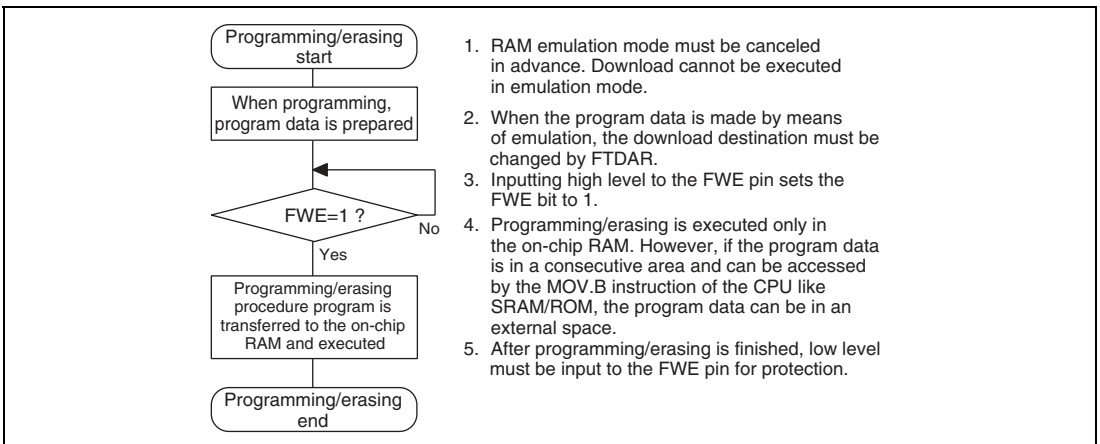 Programming/erasing
start
When programming,
program data is prepared
FWE=1 ?
No
Yes
Programming/erasing
procedure program is
transferred to the on-chip
RAM and executed
Programming/erasing
end
1. RAM emulation mode must be canceled
in advance. Download cannot be executed
in emulation mode.
2. When the program data is made by means
of emulation, the download destination must be
changed by FTDAR.
3. Inputting high level to the FWE pin sets the
FWE bit to 1.
4. Programming/erasing is executed only in
the on-chip RAM. However, if the program data
is in a consecutive area and can be accessed
by the MOV.B instruction of the CPU like
SRAM/ROM, the program data can be in an
external space.
5. After programming/erasing is finished, low level
must be input to the FWE pin for protection.